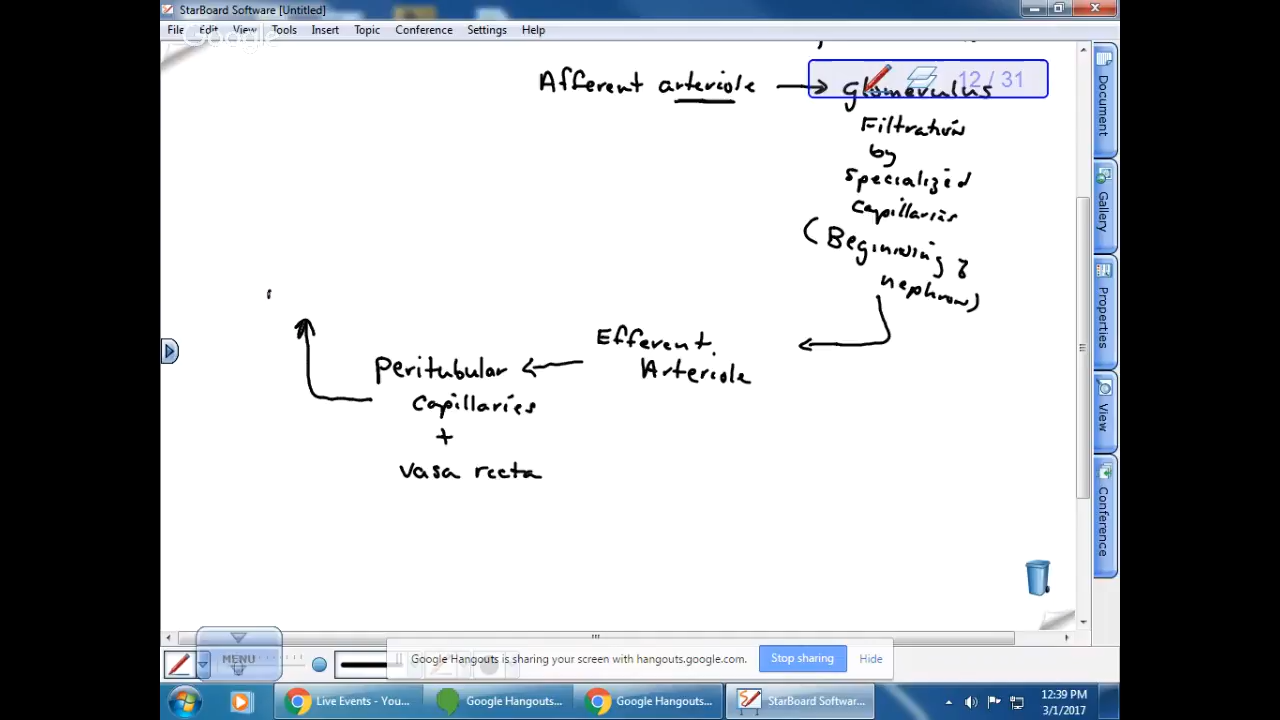 StarBoard Software [Untitled]
File Edit View Tools Insert Topic Conference Settings Help
Google
Afferent arteriole → glomerulus
12 / 31
Filtration
by
specialized
capillaries
(Beginning of
nephron)
Efferent
Arteriole
Peritubular
capillaries
+
vasa recta
Document
Gallery
Properties
View
Conference
MENU
Google Hangouts is sharing your screen with hangouts.google.com.
Stop sharing
Hide
Live Events - You...
Google Hangouts...
Google Hangouts...
StarBoard Softwar...
12:39 PM
3/1/2017